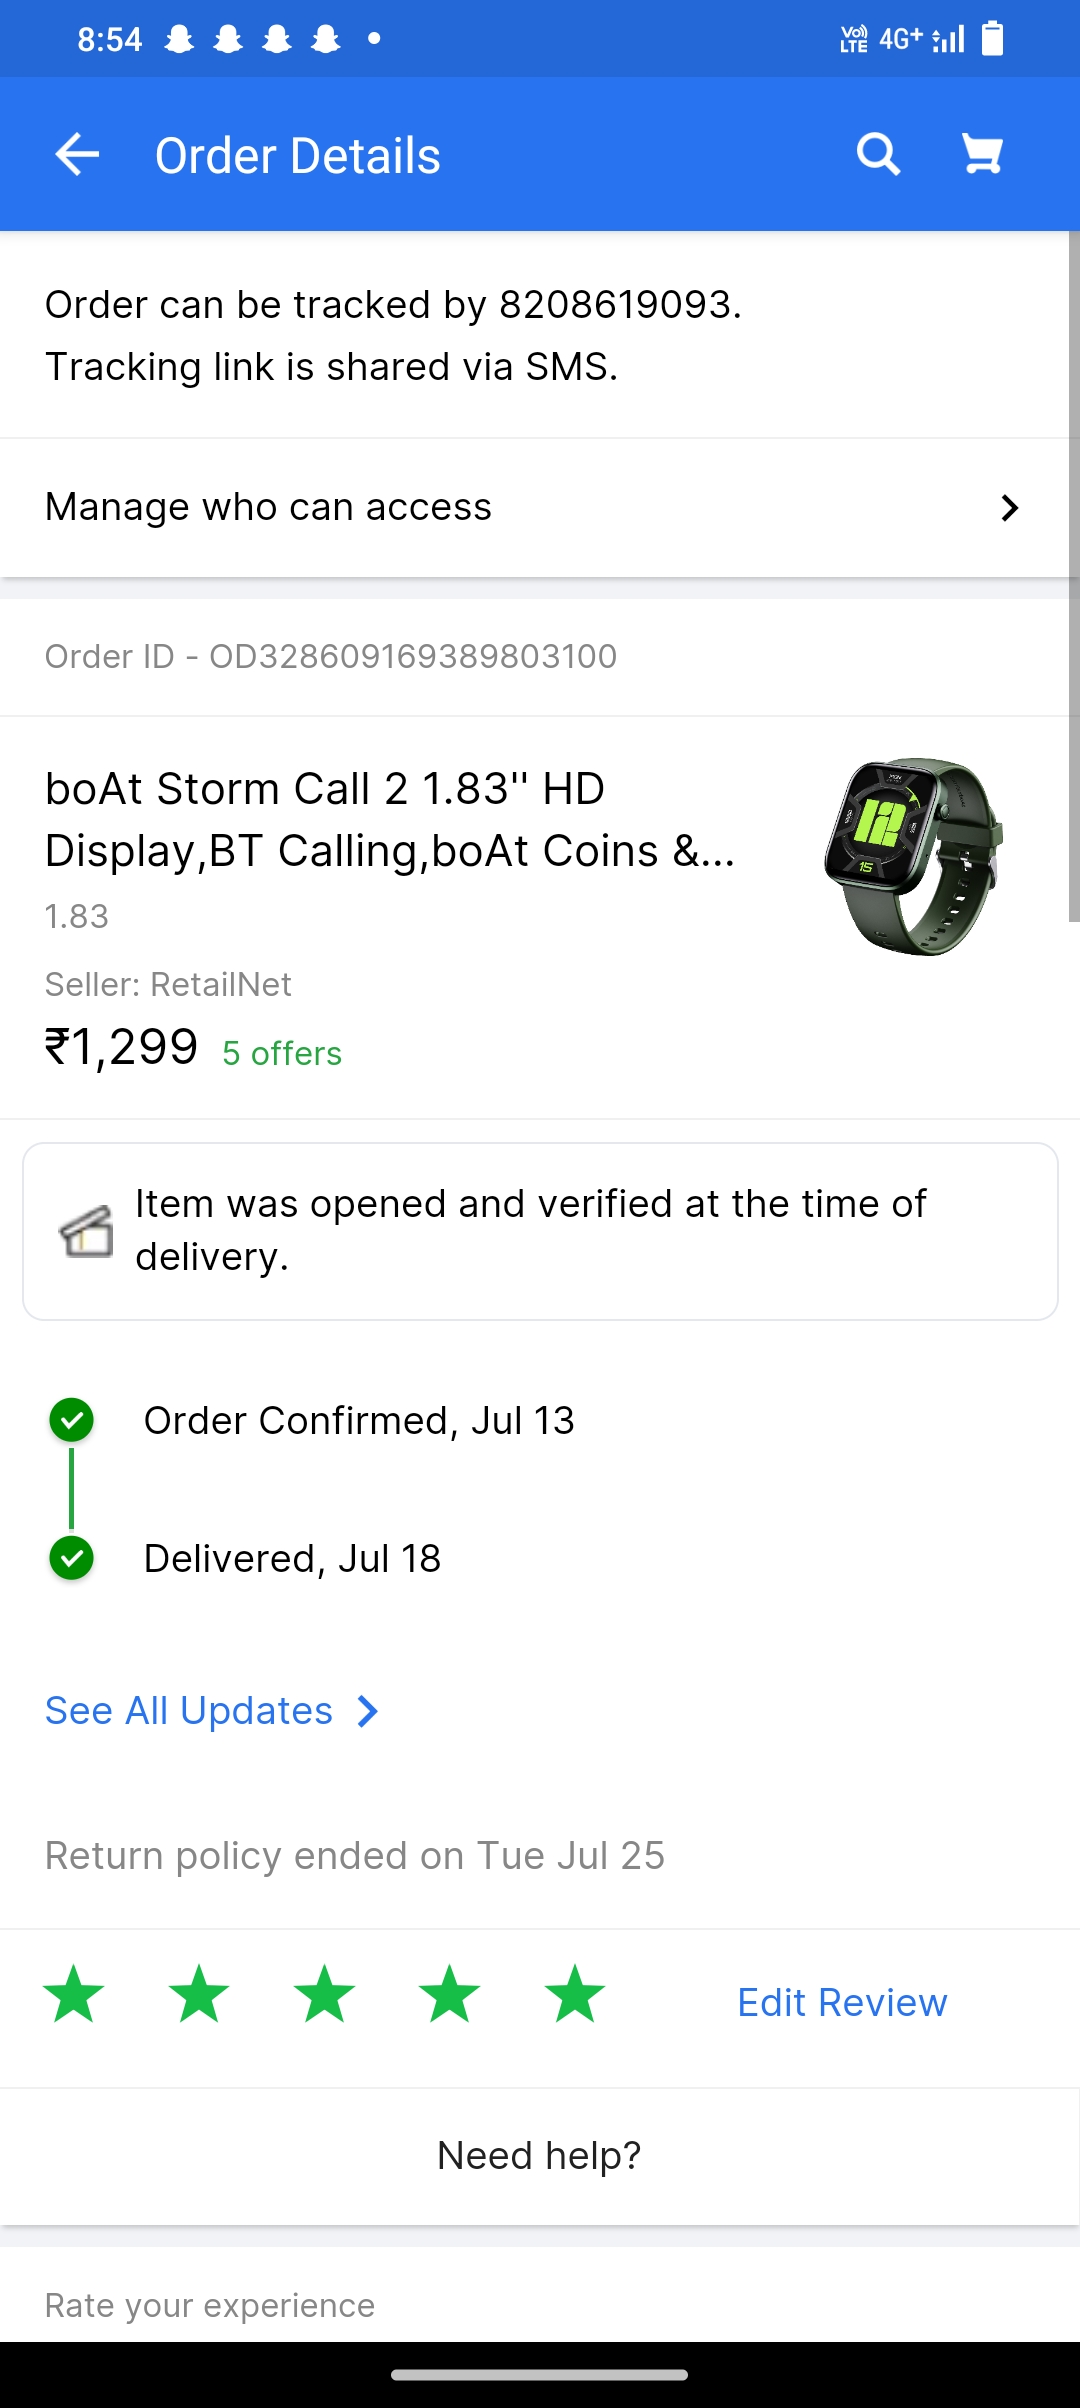 8:54
Vo)) LTE 4G+
Order Details
Order can be tracked by 8208619093.
Tracking link is shared via SMS.
Manage who can access
Order ID - OD328609169389803100
boAt Storm Call 2 1.83'' HD
Display,BT Calling,boAt Coins &...
1.83
Seller: RetailNet
₹1,299 5 offers
12
15
Item was opened and verified at the time of
delivery.
Order Confirmed, Jul 13
Delivered, Jul 18
See All Updates
Return policy ended on Tue Jul 25
Edit Review
Need help?
Rate your experience